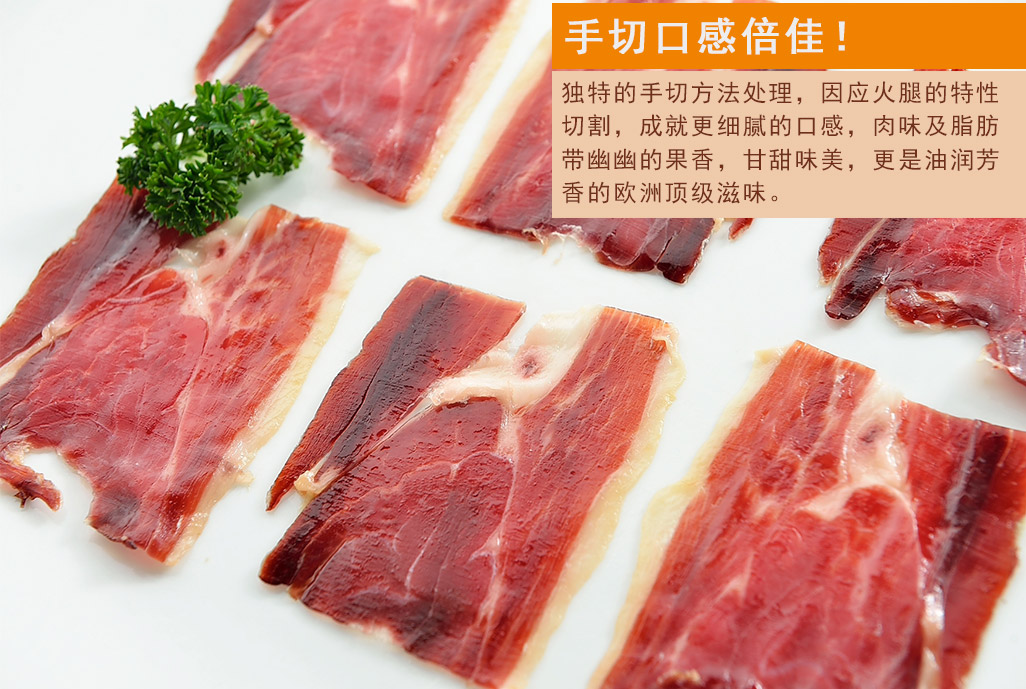 手切口感倍佳！
独特的手切方法处理，因应火腿的特性
切割，成就更细腻的口感，肉味及脂肪
带幽幽的果香，甘甜味美，更是油润芳
香的欧洲顶级滋味。